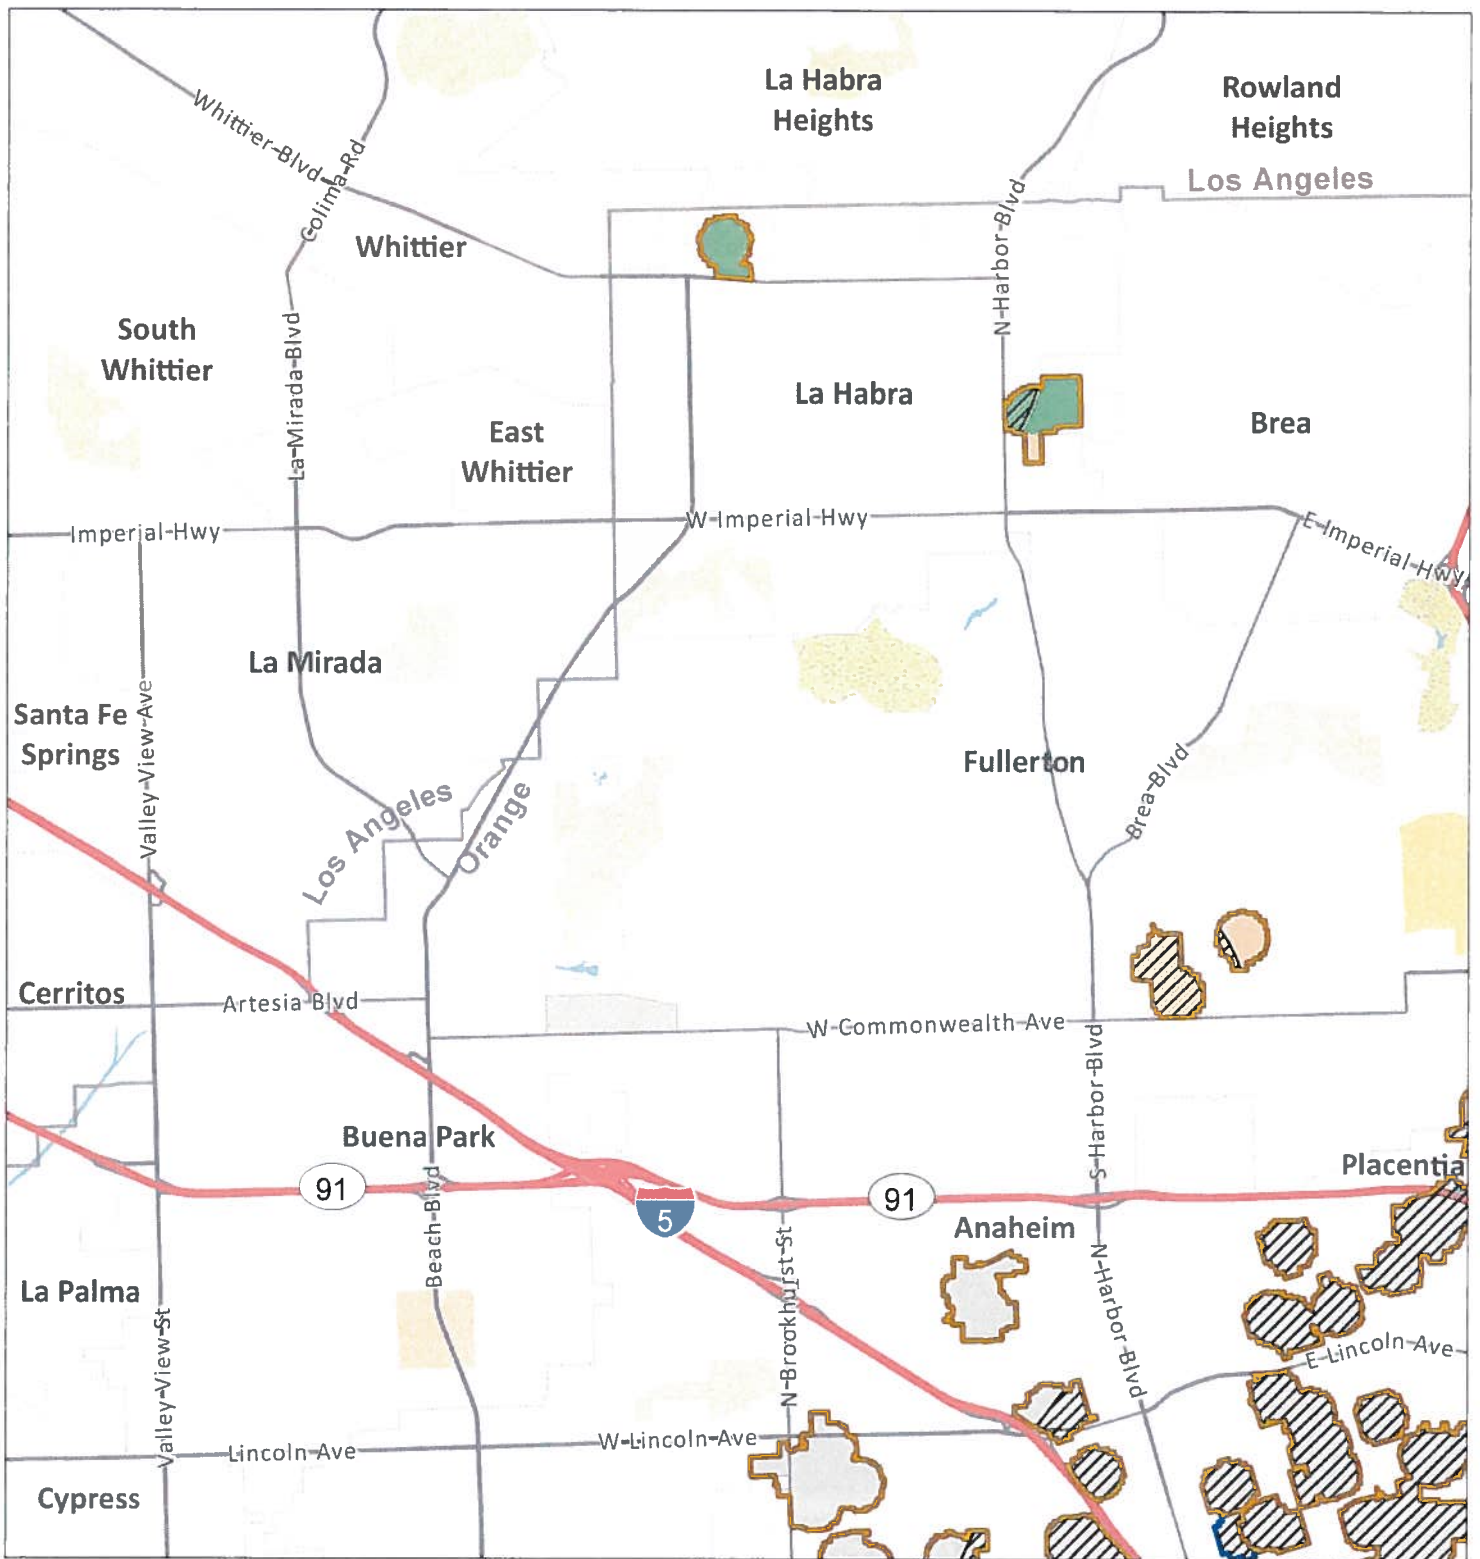 La Habra
Heights
Rowland
Heights
Whittier-Blvd
Colima-Rd
Los Angeles
N-Harbor-Blvd
Whittier
South
Whittier
La-Mirada-Blvd
La Habra
Brea
East
Whittier
Imperial-Hwy
W-Imperial-Hwy
E-Imperial-Hwy
La Mirada
Santa Fe
Springs
Valley-View-Ave
Fullerton
Brea-Blvd
Los Angeles
Orange
Cerritos
Artesia Blvd
W-Commonwealth-Ave
S-Harbor-Blvd
Buena Park
Placentia
91
91
5
Anaheim
Beach-Blvd
N-Brookhurst-St
N-Harbor-Blvd
La Palma
Valley-View-St
E-Lincoln-Ave
Lincoln-Ave
W-Lincoln-Ave
Cypress